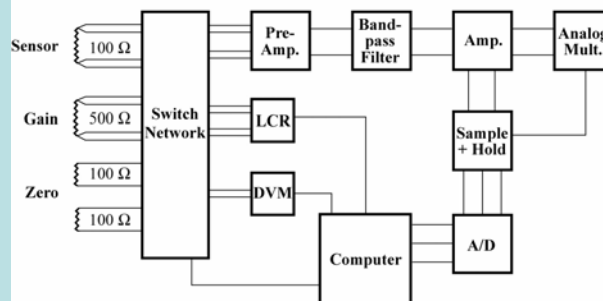 Sensor
100 Ω
Gain
500 Ω
Zero
100 Ω
100 Ω
Switch
Network
Pre-
Amp.
Band-
pass
Filter
Amp.
Analog
Mult.
LCR
Sample
+ Hold
DVM
Computer
A/D